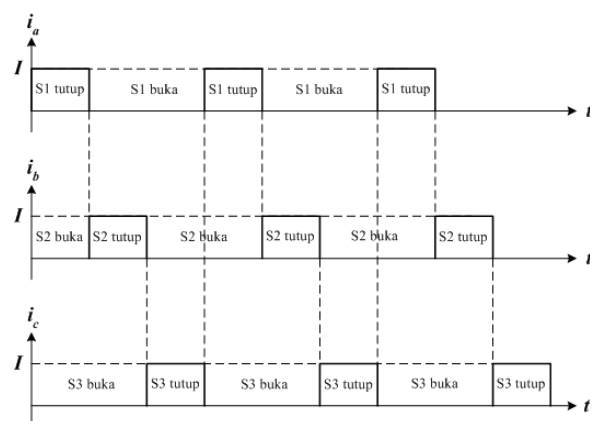 i_a
I
S1 tutup S1 buka S1 tutup S1 buka S1 tutup
t
i_b
I
S2 buka S2 tutup S2 buka S2 tutup S2 buka S2 tutup
t
i_c
I
S3 buka S3 tutup S3 buka S3 tutup S3 buka S3 tutup
t